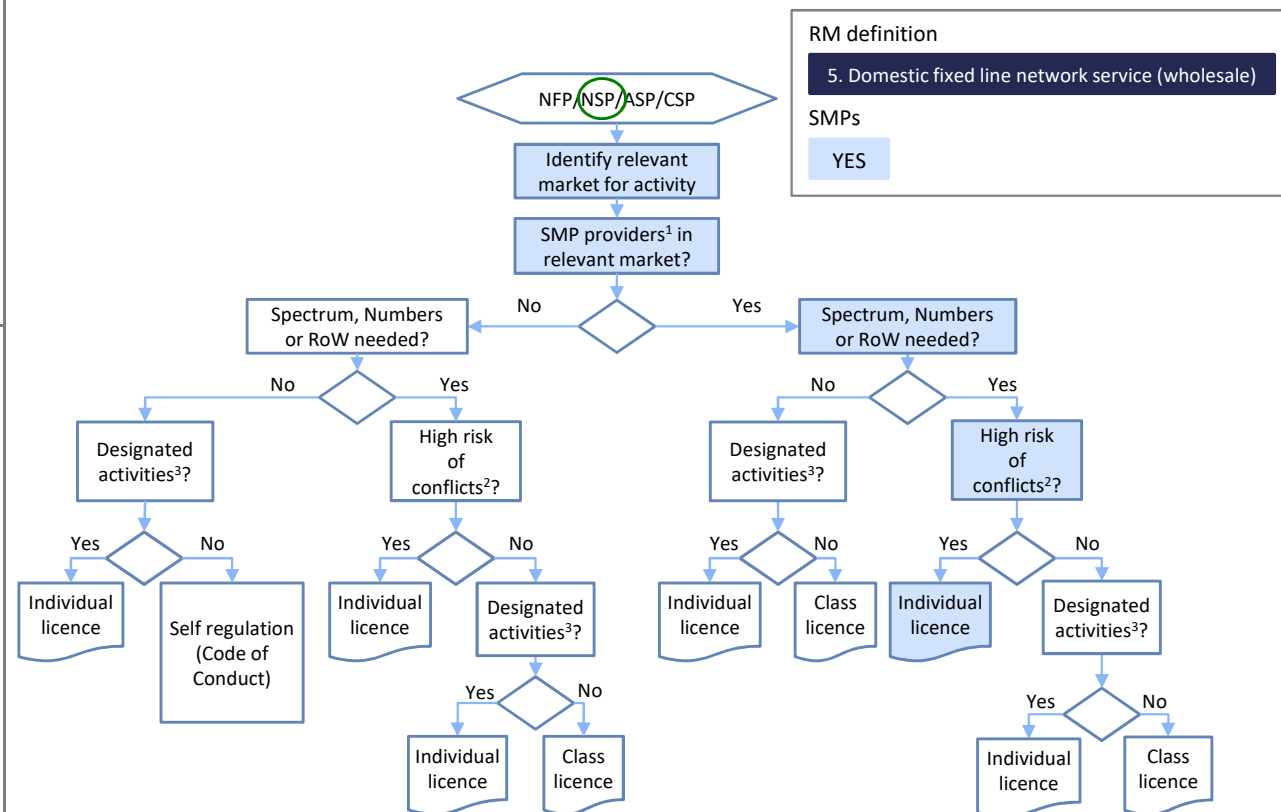 RM definition
5. Domestic fixed line network service (wholesale)
SMPs
YES
NFP/NSP/ASP/CSP
Identify relevant
market for activity
SMP providers¹ in
relevant market?
No
Yes
Spectrum, Numbers
or RoW needed?
Spectrum, Numbers
or RoW needed?
No
Yes
No
Yes
Designated
activities³?
High risk
of
conflicts²?
Designated
activities³?
High risk
of
conflicts²?
Yes
No
Yes
No
Yes
No
Yes
No
Individual
licence
Self regulation
(Code of
Conduct)
Individual
licence
Designated
activities³?
Individual
licence
Class
licence
Individual
licence
Designated
activities³?
Yes
No
Yes
No
Individual
licence
Class
licence
Individual
licence
Class
licence